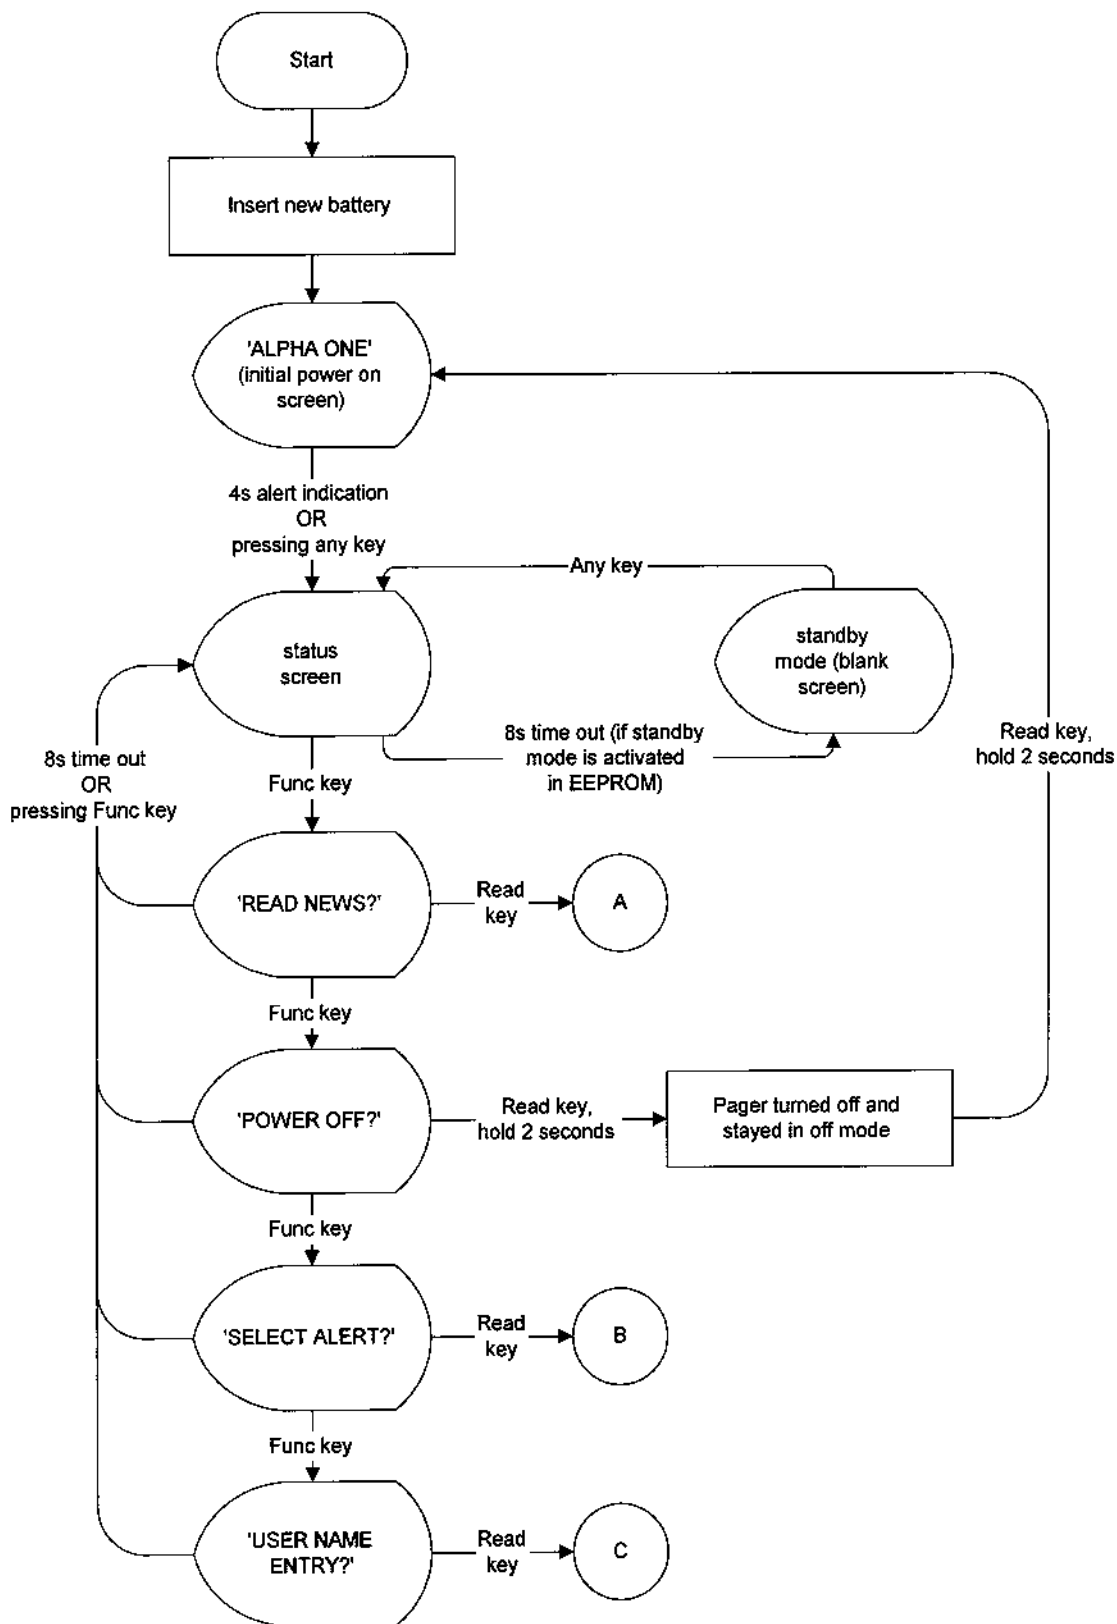 Start
Insert new battery
'ALPHA ONE'
(initial power on
screen)
4s alert indication
OR
pressing any key
Any key
status
screen
standby
mode (blank
screen)
8s time out (if standby
mode is activated
in EEPROM)
Read key,
hold 2 seconds
8s time out
OR
pressing Func key
Func key
'READ NEWS?'
Read
key
A
Func key
'POWER OFF?'
Read key,
hold 2 seconds
Pager turned off and
stayed in off mode
Func key
'SELECT ALERT?'
Read
key
B
Func key
'USER NAME
ENTRY?'
Read
key
C